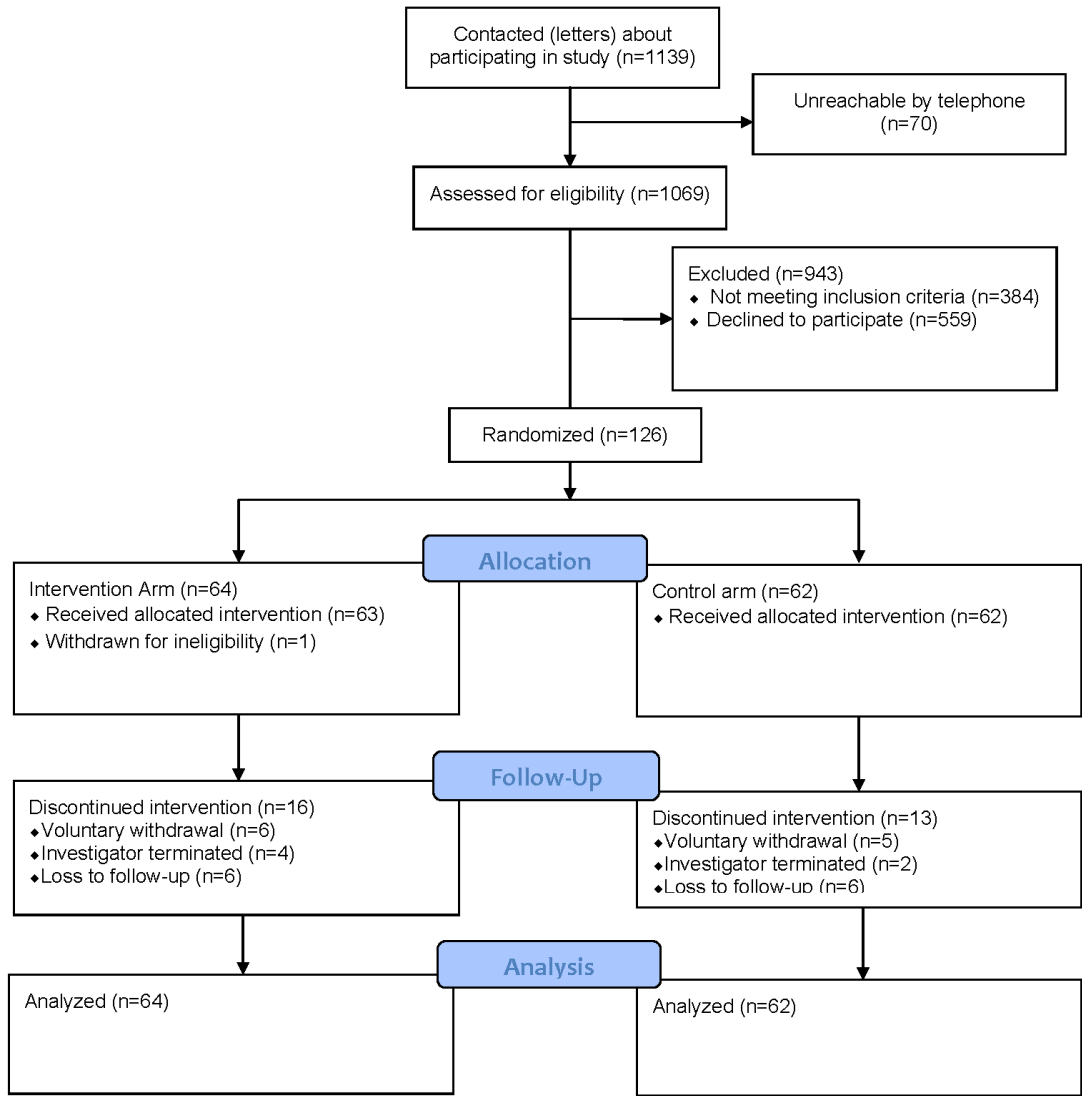 Contacted (letters) about
participating in study (n=1139)
Unreachable by telephone
(n=70)
Assessed for eligibility (n=1069)
Excluded (n=943)
⬥ Not meeting inclusion criteria (n=384)
⬥ Declined to participate (n=559)
Randomized (n=126)
Allocation
Intervention Arm (n=64)
⬥ Received allocated intervention (n=63)
⬥ Withdrawn for ineligibility (n=1)
Control arm (n=62)
⬥ Received allocated intervention (n=62)
Follow-Up
Discontinued intervention (n=16)
⬥Voluntary withdrawal (n=6)
⬥Investigator terminated (n=4)
⬥Loss to follow-up (n=6)
Discontinued intervention (n=13)
⬥Voluntary withdrawal (n=5)
⬥Investigator terminated (n=2)
⬥Loss to follow-up (n=6)
Analysis
Analyzed (n=64)
Analyzed (n=62)